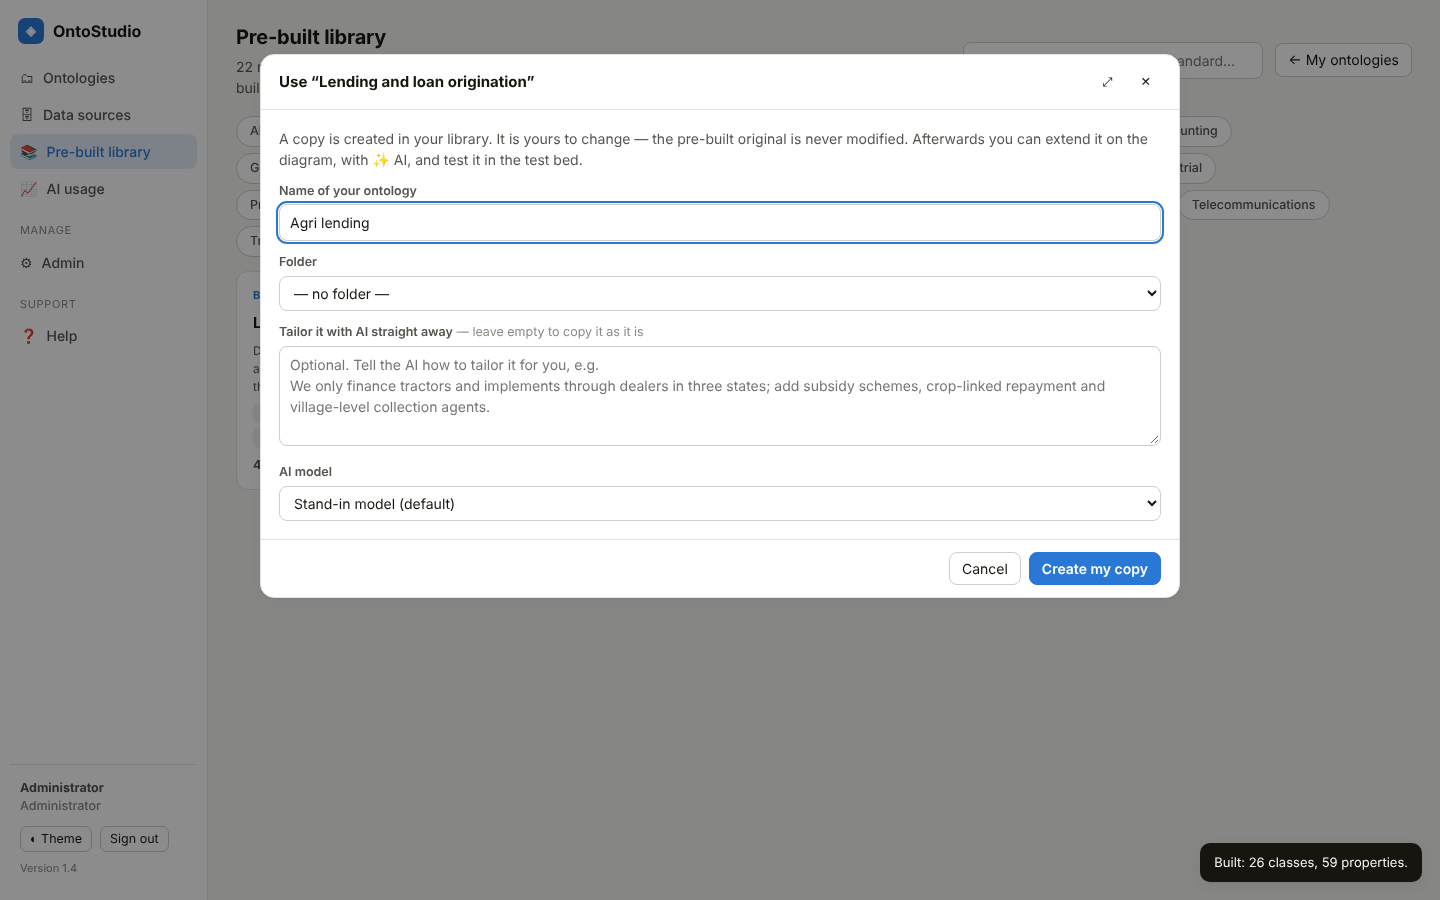 OntoStudio
Ontologies
Data sources
Pre-built library
AI usage
MANAGE
Admin
SUPPORT
Help
Administrator
Administrator
Theme
Sign out
Version 1.4
Pre-built library
22
buil
andard...
← My ontologies
unting
trial
Telecommunications
Use “Lending and loan origination”
A copy is created in your library. It is yours to change — the pre-built original is never modified. Afterwards you can extend it on the
diagram, with ✨ AI, and test it in the test bed.
Name of your ontology
Agri lending
Folder
— no folder —
Tailor it with AI straight away — leave empty to copy it as it is
Optional. Tell the AI how to tailor it for you, e.g.
We only finance tractors and implements through dealers in three states; add subsidy schemes, crop-linked repayment and
village-level collection agents.
AI model
Stand-in model (default)
Cancel
Create my copy
Built: 26 classes, 59 properties.